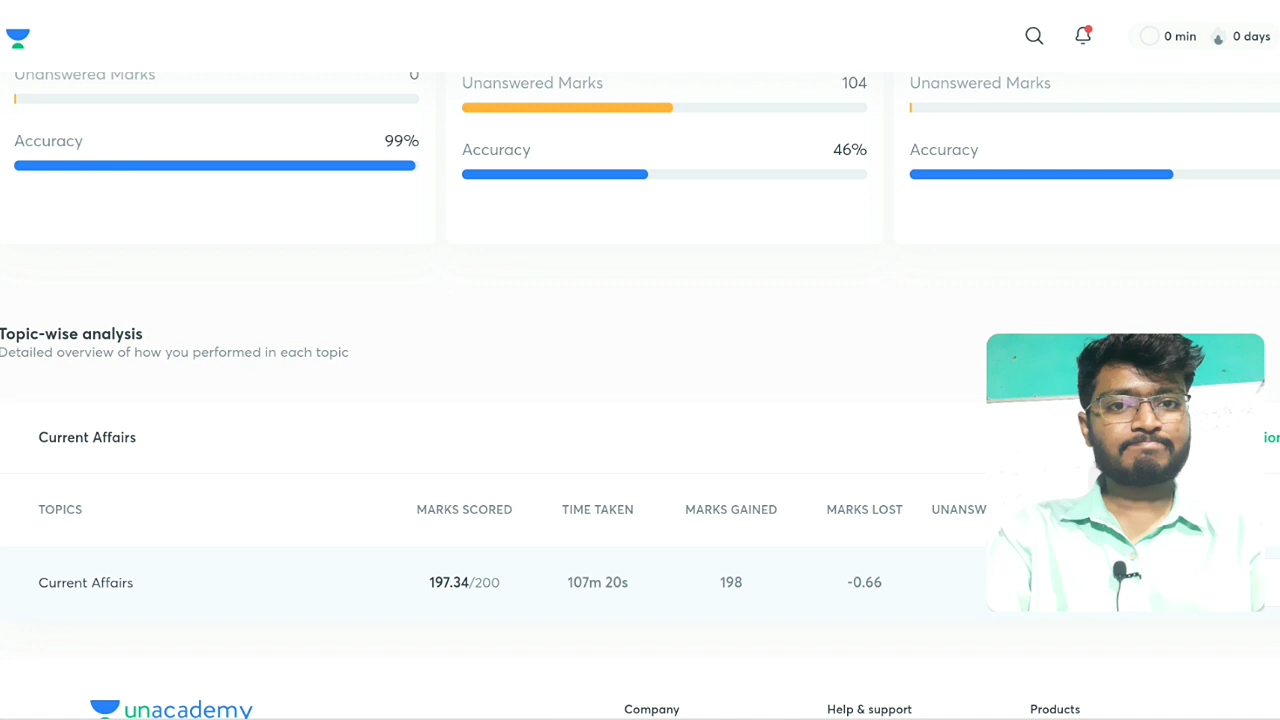 0 min 0 days
Unanswered Marks 0
Unanswered Marks 104
Unanswered Marks
Accuracy 99%
Accuracy 46%
Accuracy
Topic-wise analysis
Detailed overview of how you performed in each topic
Current Affairs
TOPICS MARKS SCORED TIME TAKEN MARKS GAINED MARKS LOST UNANSW
Current Affairs 197.34/200 107m 20s 198 -0.66
unacademy Company Help & support Products